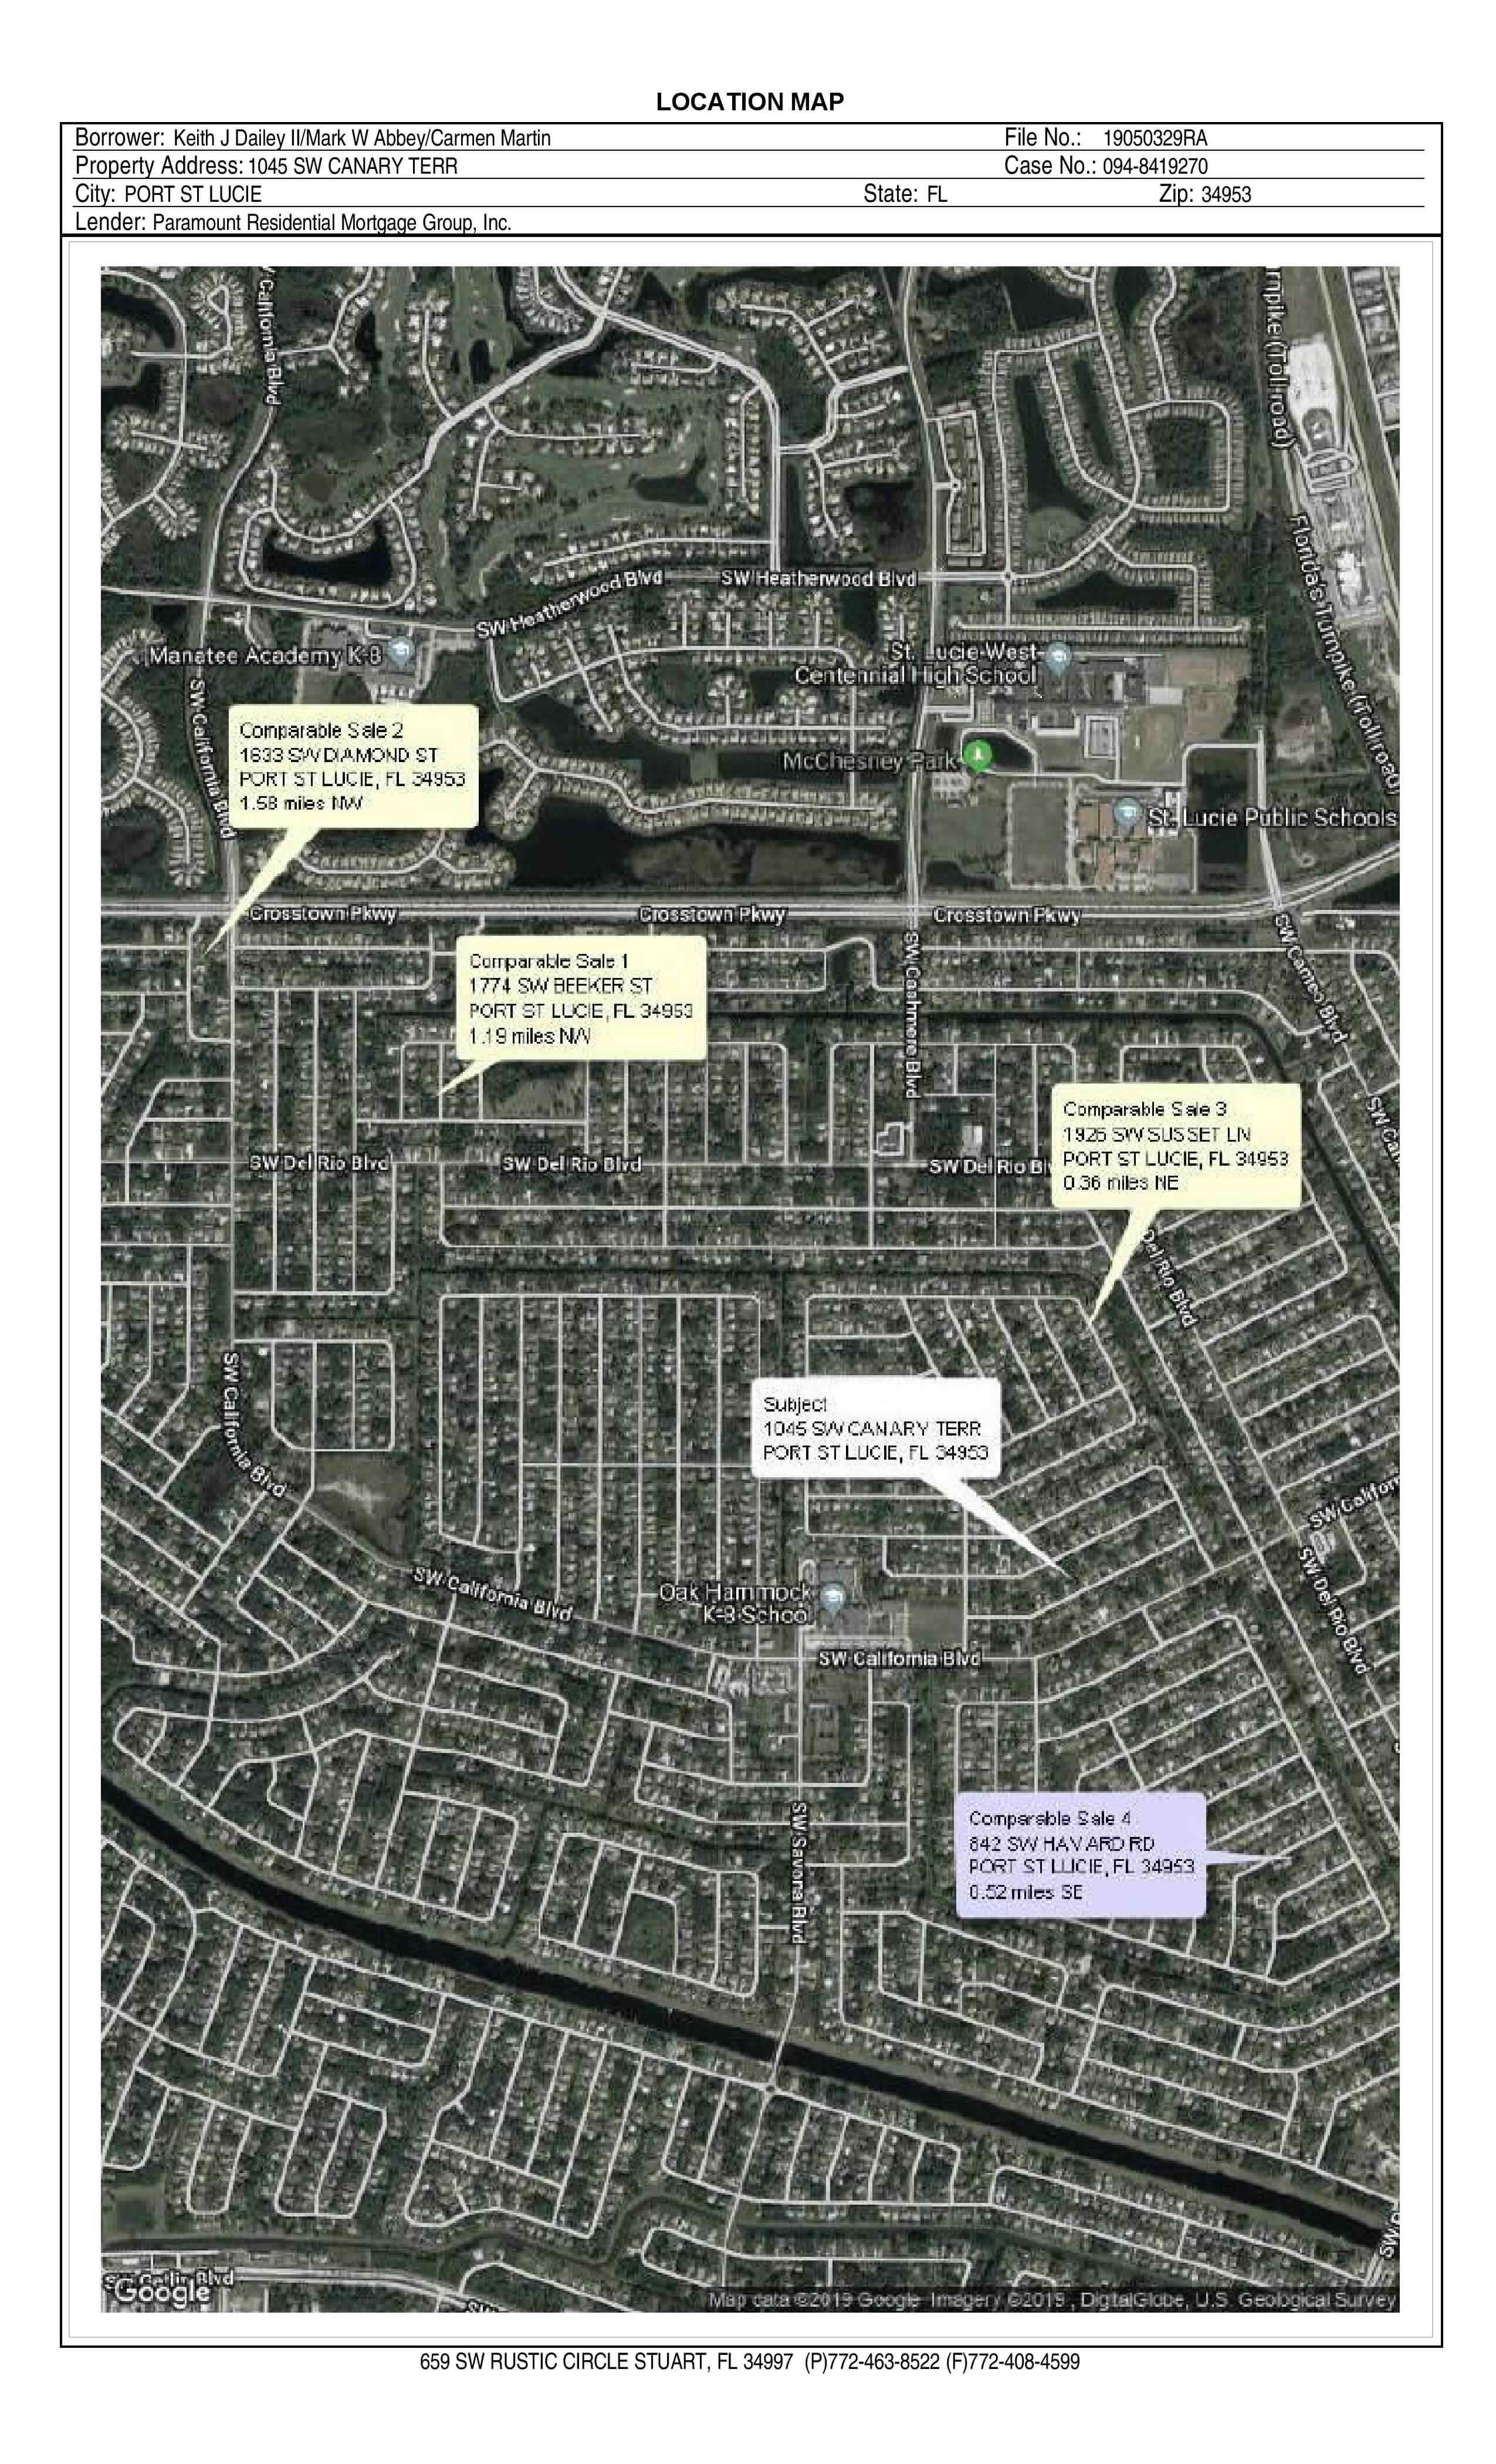 LOCATION MAP
Borrower: Keith J Dailey II/Mark W Abbey/Carmen Martin File No.: 19050329RA
Property Address: 1045 SW CANARY TERR Case No.: 094-8419270
City: PORT ST LUCIE State: FL Zip: 34953
Lender: Paramount Residential Mortgage Group, Inc.
California Blvd
rnpike (Toll road)
Florida's Turnpike (Toll road)
SW Heatherwood Blvd
SW Heatherwood Blvd
Manatee Academy K-8
St. Lucie West
Centennial High School
SW California Blvd
Comparable Sale 2
1633 SW DIAMOND ST
PORT ST LUCIE, FL 34953
1.58 miles NW
McChesney Park
St. Lucie Public Schools
Crosstown Pkwy
Crosstown Pkwy
Crosstown Pkwy
SW Cameo Blvd
SW Cashmere Blvd
Comparable Sale 1
1774 SW BEEKER ST
PORT ST LUCIE, FL 34953
1.19 miles NW
Comparable Sale 3
1926 SW SUSSET LN
PORT ST LUCIE, FL 34953
0.36 miles NE
SW Ca
SW Del Rio Blvd
SW Del Rio Blvd
SW Del Rio Bl
Del Rio Blvd
SW California Blvd
Subject
1045 SW CANARY TERR
PORT ST LUCIE, FL 34953
SW Californ
SW Del Rio Blvd
SW California Blvd
Oak Hammock
K-8 School
SW California Blvd
SW Savona Blvd
Comparable Sale 4
842 SW HAVARD RD
PORT ST LUCIE, FL 34953
0.52 miles SE
SW
SW Gatlin Blvd
Google
SW
Map data ©2019 Google Imagery ©2019 , DigitalGlobe, U.S. Geological Survey
659 SW RUSTIC CIRCLE STUART, FL 34997 (P)772-463-8522 (F)772-408-4599